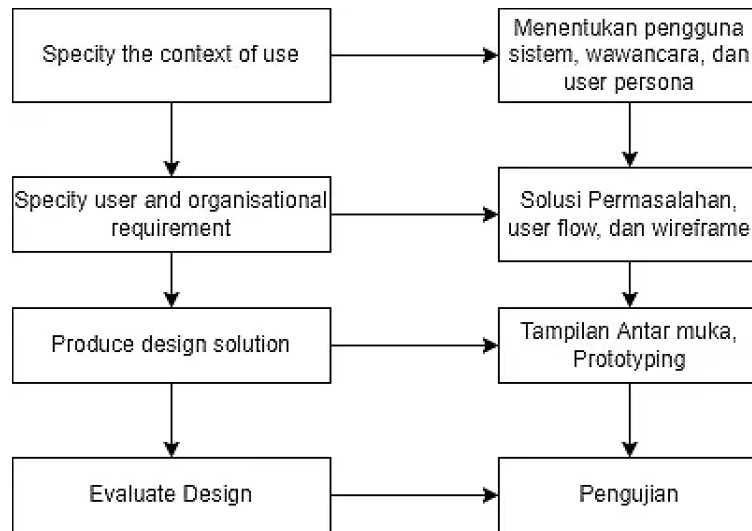 Specity the context of use
Menentukan pengguna
sistem, wawancara, dan
user persona
Specity user and organisational
requirement
Solusi Permasalahan,
user flow, dan wireframe
Produce design solution
Tampilan Antar muka,
Prototyping
Evaluate Design
Pengujian